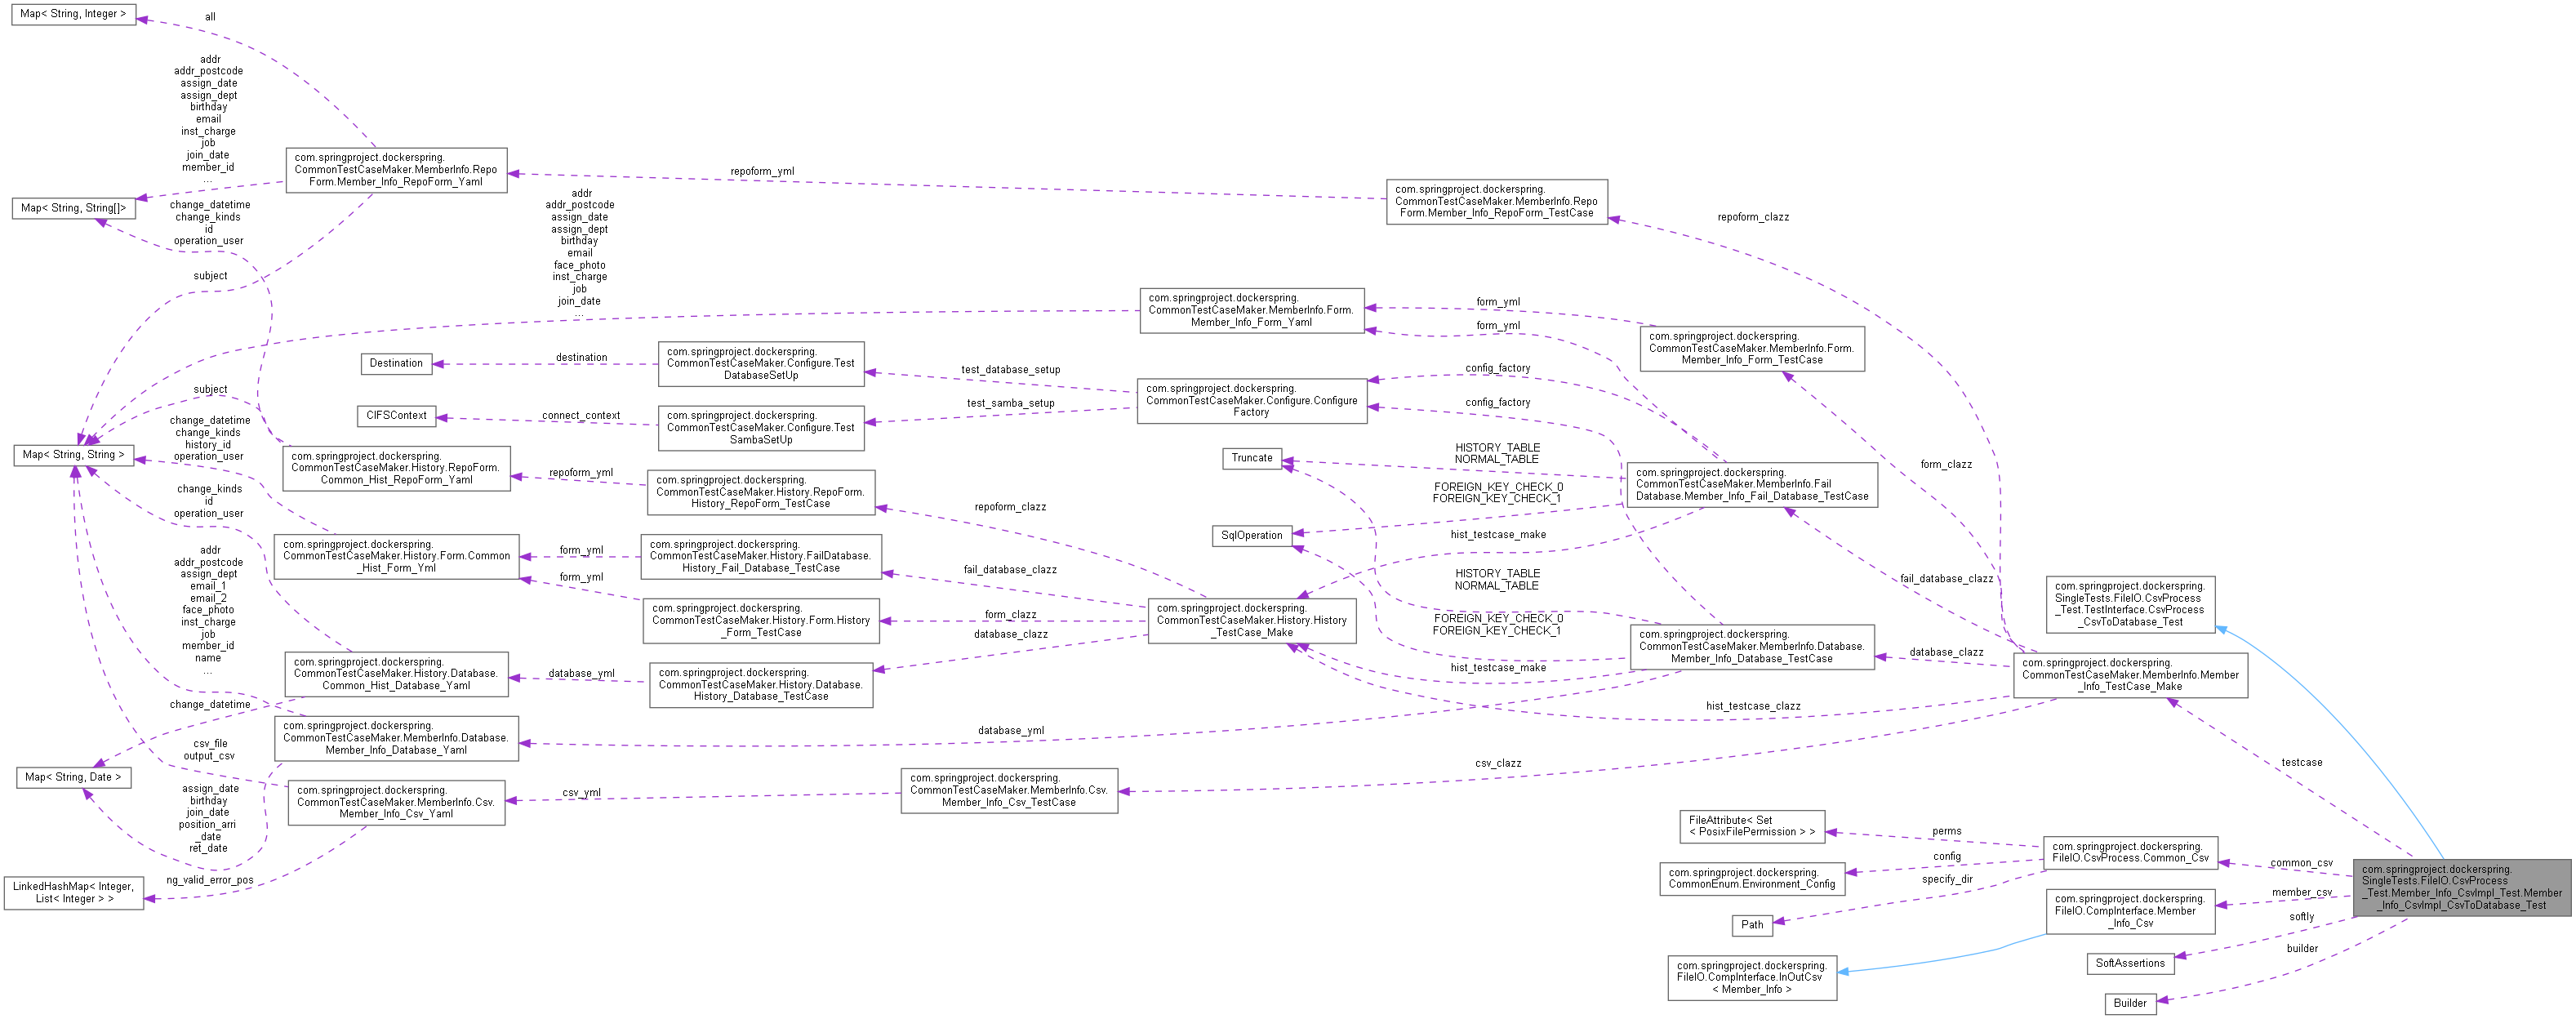 Map< String, Integer >
all
addr
addr_postcode
assign_date
assign_dept
birthday
email
inst_charge
job
join_date
member_id
...
com.springproject.dockerspring.
CommonTestCaseMaker.MemberInfo.Repo
Form.Member_Info_RepoForm_Yaml
Map< String, String[]>
change_datetime
change_kinds
id
operation_user
subject
addr
addr_postcode
assign_date
assign_dept
birthday
email
face_photo
inst_charge
job
join_date
...
repoform_yml
com.springproject.dockerspring.
CommonTestCaseMaker.MemberInfo.Repo
Form.Member_Info_RepoForm_TestCase
repoform_clazz
com.springproject.dockerspring.
CommonTestCaseMaker.MemberInfo.Form.
Member_Info_Form_Yaml
form_yml
form_yml
com.springproject.dockerspring.
CommonTestCaseMaker.MemberInfo.Form.
Member_Info_Form_TestCase
Destination
destination
com.springproject.dockerspring.
CommonTestCaseMaker.Configure.Test
DatabaseSetUp
test_database_setup
CIFSContext
connect_context
com.springproject.dockerspring.
CommonTestCaseMaker.Configure.Test
SambaSetUp
test_samba_setup
com.springproject.dockerspring.
CommonTestCaseMaker.Configure.Configure
Factory
config_factory
config_factory
subject
change_datetime
change_kinds
history_id
operation_user
Map< String, String >
com.springproject.dockerspring.
CommonTestCaseMaker.History.RepoForm.
Common_Hist_RepoForm_Yaml
repoform_yml
com.springproject.dockerspring.
CommonTestCaseMaker.History.RepoForm.
History_RepoForm_TestCase
repoform_clazz
Truncate
HISTORY_TABLE
NORMAL_TABLE
FOREIGN_KEY_CHECK_0
FOREIGN_KEY_CHECK_1
SqlOperation
hist_testcase_make
com.springproject.dockerspring.
CommonTestCaseMaker.MemberInfo.Fail
Database.Member_Info_Fail_Database_TestCase
form_clazz
fail_database_clazz
change_kinds
id
operation_user
com.springproject.dockerspring.
CommonTestCaseMaker.History.Form.Common
_Hist_Form_Yml
form_yml
form_yml
com.springproject.dockerspring.
CommonTestCaseMaker.History.FailDatabase.
History_Fail_Database_TestCase
fail_database_clazz
com.springproject.dockerspring.
CommonTestCaseMaker.History.Form.History
_Form_TestCase
form_clazz
database_clazz
com.springproject.dockerspring.
CommonTestCaseMaker.History.History
_TestCase_Make
HISTORY_TABLE
NORMAL_TABLE
FOREIGN_KEY_CHECK_0
FOREIGN_KEY_CHECK_1
hist_testcase_make
com.springproject.dockerspring.
CommonTestCaseMaker.MemberInfo.Database.
Member_Info_Database_TestCase
database_clazz
com.springproject.dockerspring.
SingleTests.FileIO.CsvProcess
_Test.TestInterface.CsvProcess
_CsvToDatabase_Test
com.springproject.dockerspring.
CommonTestCaseMaker.MemberInfo.Member
_Info_TestCase_Make
addr
addr_postcode
assign_dept
email_1
email_2
face_photo
inst_charge
job
member_id
name
...
com.springproject.dockerspring.
CommonTestCaseMaker.History.Database.
Common_Hist_Database_Yaml
database_yml
com.springproject.dockerspring.
CommonTestCaseMaker.History.Database.
History_Database_TestCase
change_datetime
com.springproject.dockerspring.
CommonTestCaseMaker.MemberInfo.Database.
Member_Info_Database_Yaml
database_yml
hist_testcase_clazz
csv_file
output_csv
Map< String, Date >
assign_date
birthday
join_date
position_arri
_date
ret_date
com.springproject.dockerspring.
CommonTestCaseMaker.MemberInfo.Csv.
Member_Info_Csv_Yaml
csv_yml
com.springproject.dockerspring.
CommonTestCaseMaker.MemberInfo.Csv.
Member_Info_Csv_TestCase
csv_clazz
testcase
LinkedHashMap< Integer,
List< Integer > >
ng_valid_error_pos
FileAttribute< Set
< PosixFilePermission > >
perms
com.springproject.dockerspring.
CommonEnum.Environment_Config
config
specify_dir
Path
com.springproject.dockerspring.
FileIO.CsvProcess.Common_Csv
common_csv
com.springproject.dockerspring.
FileIO.CompInterface.Member
_Info_Csv
member_csv
com.springproject.dockerspring.
SingleTests.FileIO.CsvProcess
_Test.Member_Info_CsvImpl_Test.Member
_Info_CsvImpl_CsvToDatabase_Test
softly
builder
com.springproject.dockerspring.
FileIO.CompInterface.InOutCsv
< Member_Info >
SoftAssertions
Builder